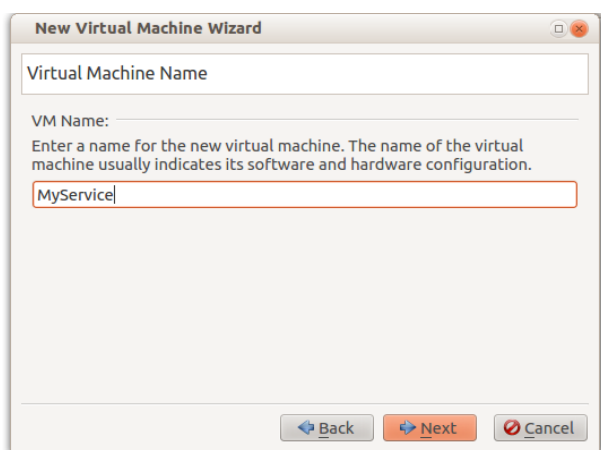 New Virtual Machine Wizard
Virtual Machine Name
VM Name:
Enter a name for the new virtual machine. The name of the virtual
machine usually indicates its software and hardware configuration.
MyService
Back Next Cancel